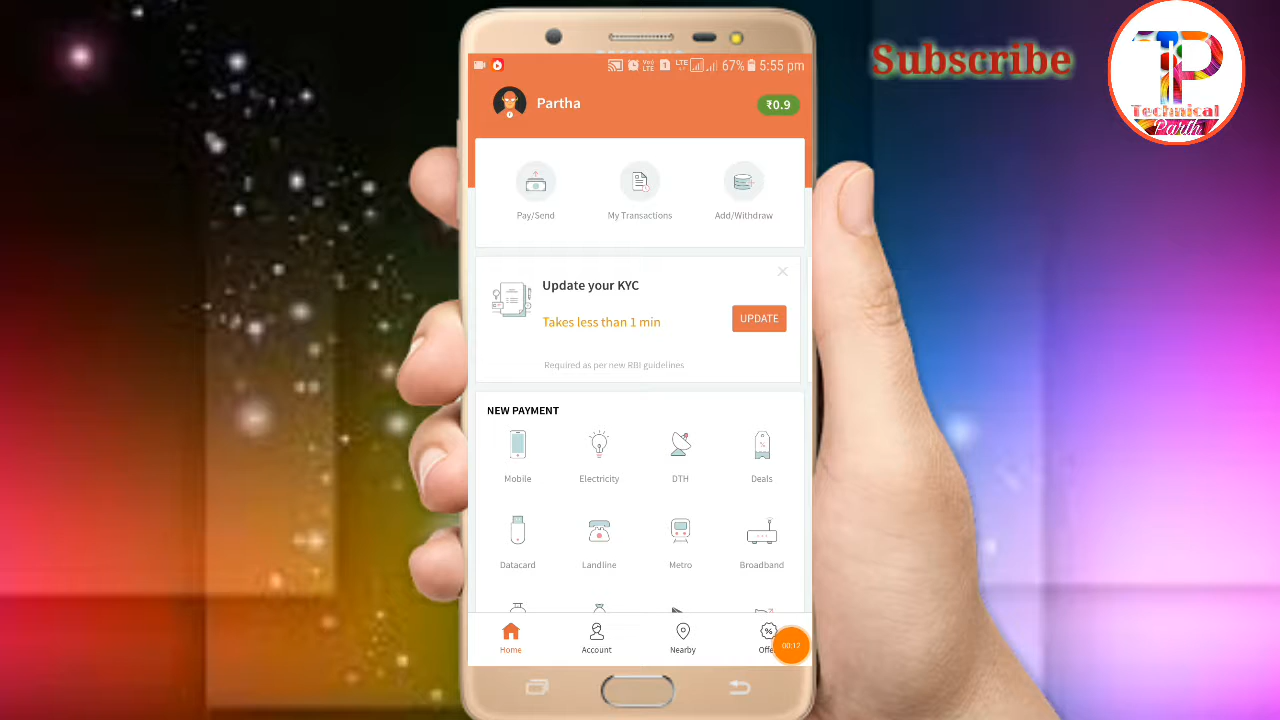 Subscribe
Technical
Parth
67% 5:55 pm
Partha
₹0.9
Pay/Send
My Transactions
Add/Withdraw
Update your KYC
Takes less than 1 min
UPDATE
Required as per new RBI guidelines
NEW PAYMENT
Mobile
Electricity
DTH
Deals
Datacard
Landline
Metro
Broadband
Home
Account
Nearby
00:12